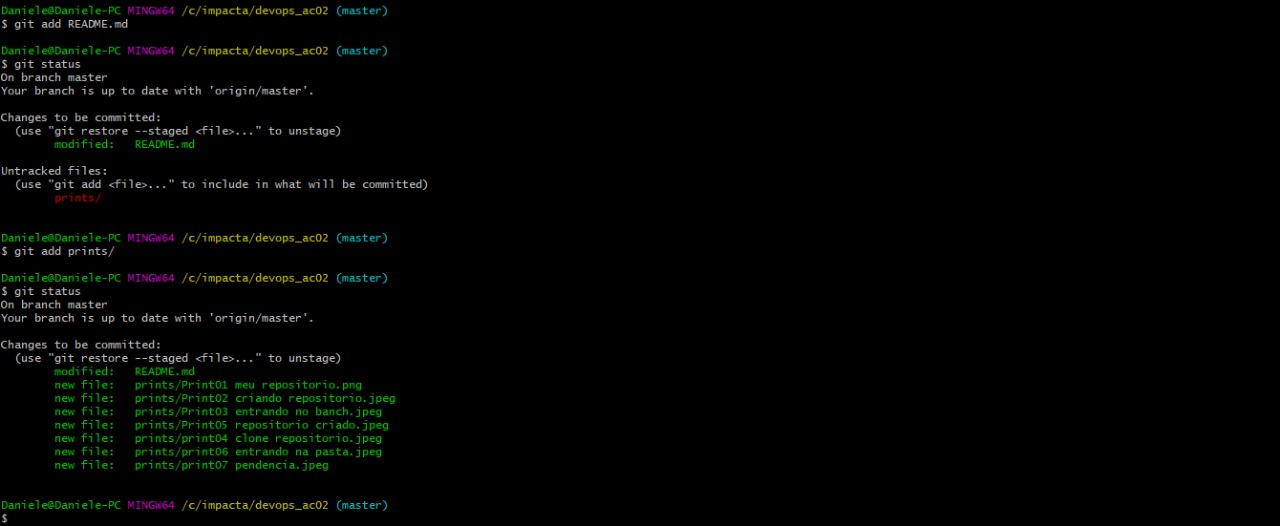 Daniele@Daniele-PC MINGW64 /c/impacta/devops_ac02 (master)
$ git add README.md
Daniele@Daniele-PC MINGW64 /c/impacta/devops_ac02 (master)
$ git status
On branch master
Your branch is up to date with 'origin/master'.
Changes to be committed:
  (use "git restore --staged <file>..." to unstage)
        modified:   README.md
Untracked files:
  (use "git add <file>..." to include in what will be committed)
        prints/
Daniele@Daniele-PC MINGW64 /c/impacta/devops_ac02 (master)
$ git add prints/
Daniele@Daniele-PC MINGW64 /c/impacta/devops_ac02 (master)
$ git status
On branch master
Your branch is up to date with 'origin/master'.
Changes to be committed:
  (use "git restore --staged <file>..." to unstage)
        modified:   README.md
        new file:   prints/Print01 meu repositorio.png
        new file:   prints/Print02 criando repositorio.jpeg
        new file:   prints/Print03 entrando no banch.jpeg
        new file:   prints/Print05 repositorio criado.jpeg
        new file:   prints/print04 clone repositorio.jpeg
        new file:   prints/print06 entrando na pasta.jpeg
        new file:   prints/print07 pendencia.jpeg
Daniele@Daniele-PC MINGW64 /c/impacta/devops_ac02 (master)
$